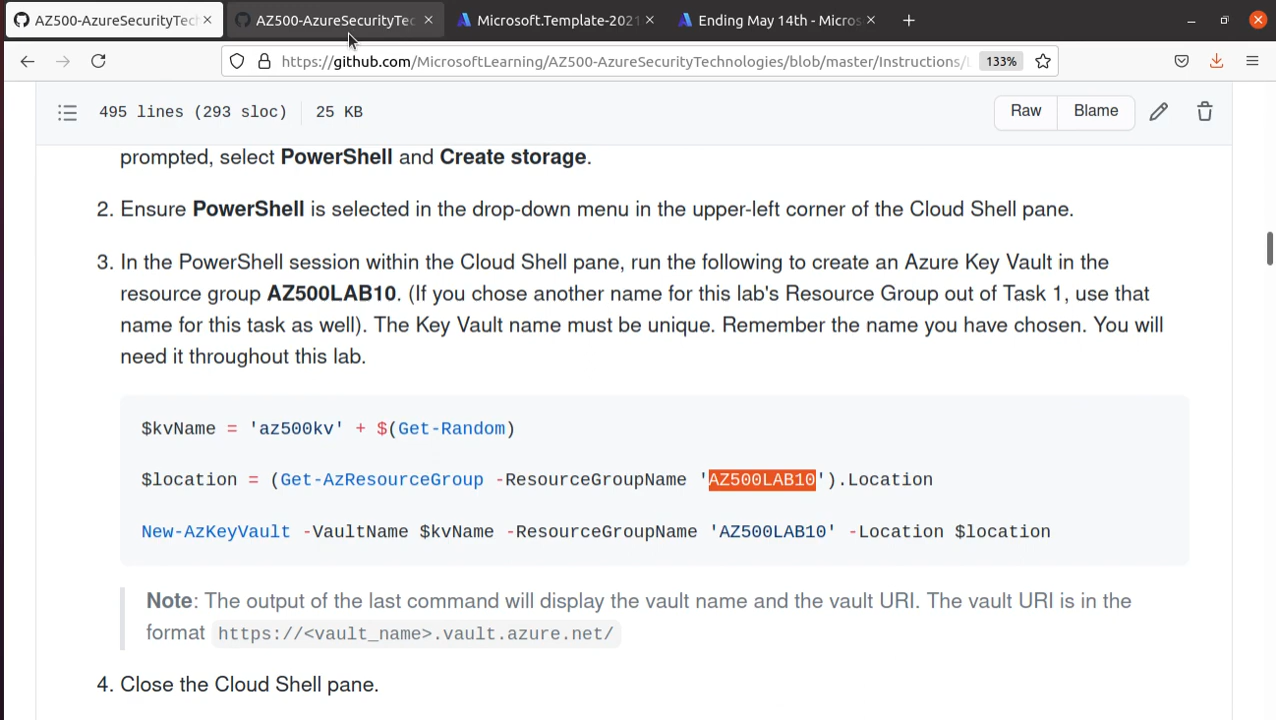 AZ500-AzureSecurityTec
AZ500-AzureSecurityTec
Microsoft.Template-2021
Ending May 14th - Micros
https://github.com/MicrosoftLearning/AZ500-AzureSecurityTechnologies/blob/master/Instructions/L
133%
495 lines (293 sloc) 25 KB
Raw
Blame
prompted, select PowerShell and Create storage.
2. Ensure PowerShell is selected in the drop-down menu in the upper-left corner of the Cloud Shell pane.
3. In the PowerShell session within the Cloud Shell pane, run the following to create an Azure Key Vault in the
resource group AZ500LAB10. (If you chose another name for this lab's Resource Group out of Task 1, use that
name for this task as well). The Key Vault name must be unique. Remember the name you have chosen. You will
need it throughout this lab.
$kvName = 'az500kv' + $(Get-Random)
$location = (Get-AzResourceGroup -ResourceGroupName 'AZ500LAB10').Location
New-AzKeyVault -VaultName $kvName -ResourceGroupName 'AZ500LAB10' -Location $location
Note: The output of the last command will display the vault name and the vault URI. The vault URI is in the
format https://<vault_name>.vault.azure.net/
4. Close the Cloud Shell pane.